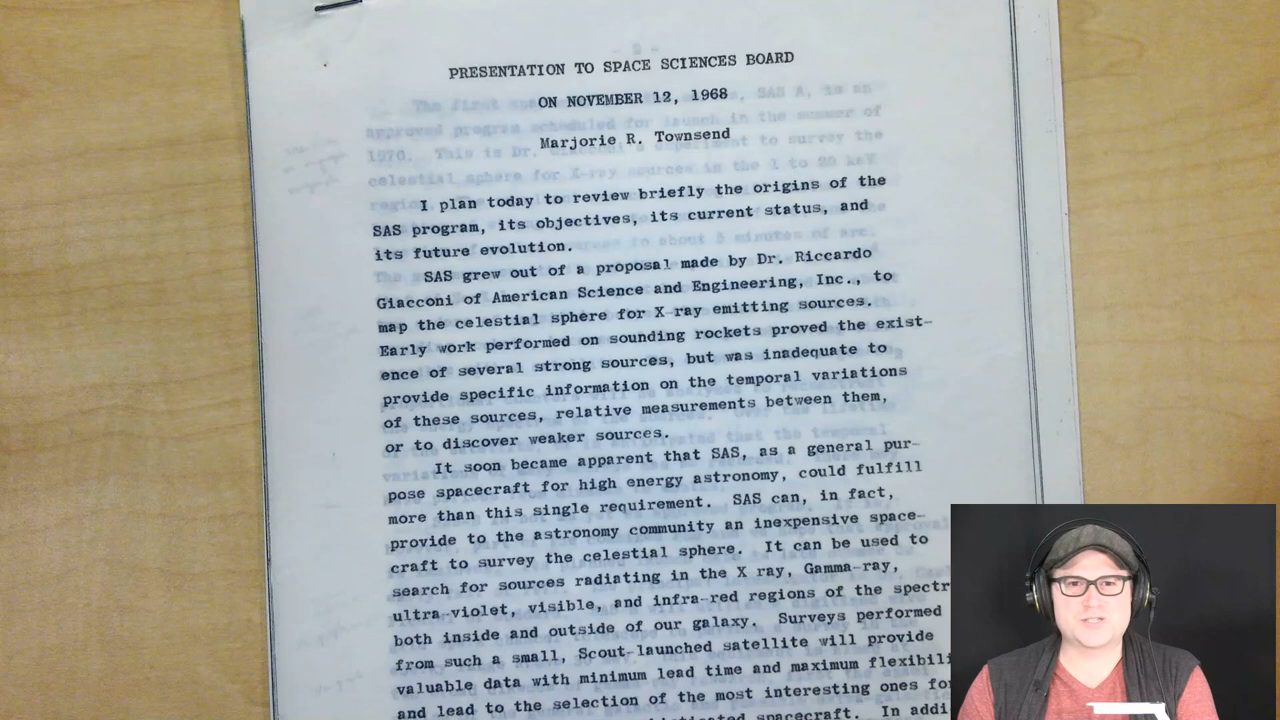 PRESENTATION TO SPACE SCIENCES BOARD
ON NOVEMBER 12, 1968
Marjorie R. Townsend
I plan today to review briefly the origins of the
SAS program, its objectives, its current status, and
its future evolution.
SAS grew out of a proposal made by Dr. Riccardo
Giacconi of American Science and Engineering, Inc., to
map the celestial sphere for X-ray emitting sources.
Early work performed on sounding rockets proved the exist-
ence of several strong sources, but was inadequate to
provide specific information on the temporal variations
of these sources, relative measurements between them,
or to discover weaker sources.
It soon became apparent that SAS, as a general pur-
pose spacecraft for high energy astronomy, could fulfill
more than this single requirement. SAS can, in fact,
provide to the astronomy community an inexpensive space-
craft to survey the celestial sphere. It can be used to
search for sources radiating in the X ray, Gamma-ray,
ultra-violet, visible, and infra-red regions of the spectr
both inside and outside of our galaxy. Surveys performed
from such a small, Scout-launched satellite will provide
valuable data with minimum lead time and maximum flexibili
and lead to the selection of the most interesting ones for
spacecraft. In addi